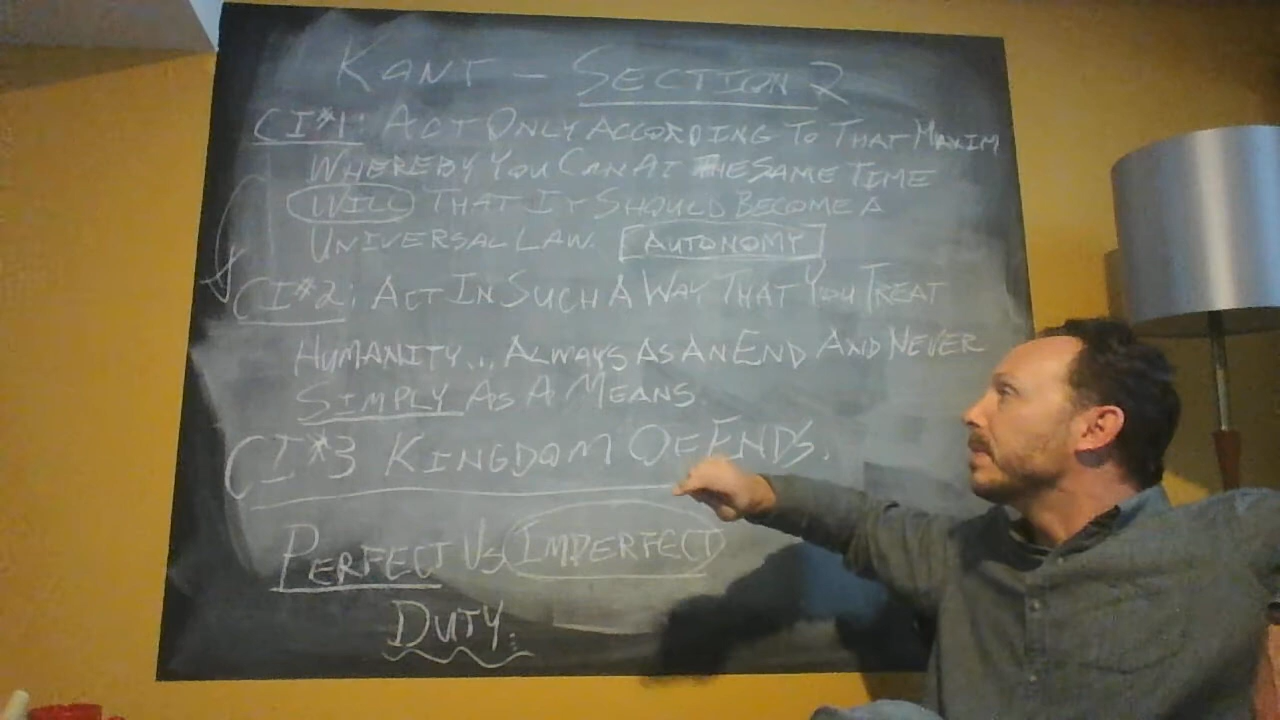 KANT - SECTION 2
CI#1: ACT ONLY ACCORDING TO THAT MAXIM
WHEREBY YOU CAN AT THE SAME TIME
WILL THAT IT SHOULD BECOME A
UNIVERSAL LAW. AUTONOMY
CI#2: ACT IN SUCH A WAY THAT YOU TREAT
HUMANITY... ALWAYS AS AN END AND NEVER
SIMPLY AS A MEANS.
CI#3 KINGDOM OF ENDS.
PERFECT VS IMPERFECT
DUTY.